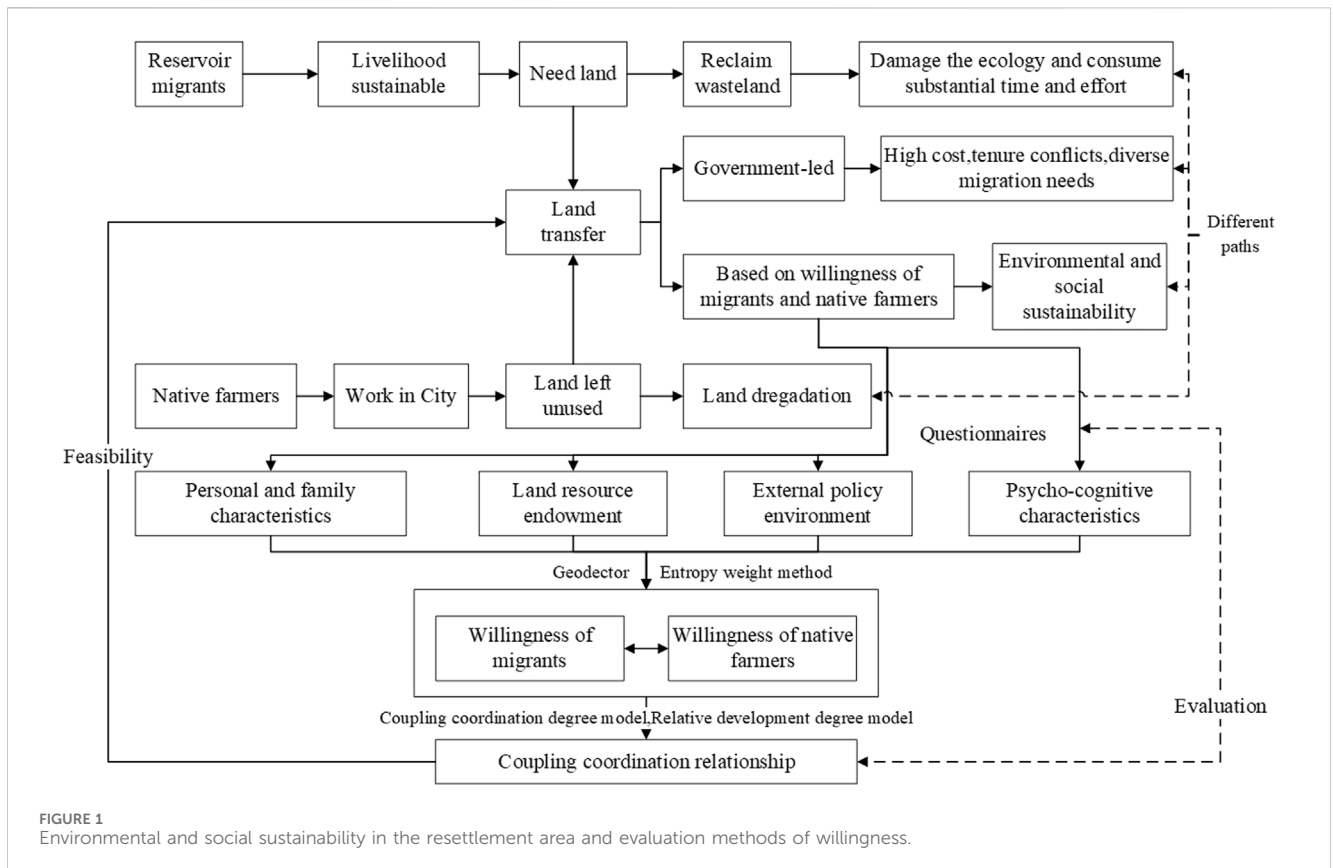 Reservoir
migrants
Livelihood
sustainable
Need land
Reclaim
wasteland
Damage the ecology and consume
substantial time and effort
Government-led
High cost,tenure conflicts,diverse
migration needs
Land
transfer
Different
paths
Based on willingness of
migrants and native farmers
Environmental and
social
sustainability
Native farmers
Work in City
Land left
unused
Land dregadation
Questionnaires
Feasibility
Personal and family
characteristics
Land resource
endowment
External policy
environment
Psycho-cognitive
characteristics
Geodector
Entropy weight method
Willingness of
migrants
Willingness of native
farmers
Evaluation
Coupling coordination degree model,Relative development degree model
Coupling coordination relationship
FIGURE 1
Environmental and social sustainability in the resettlement area and evaluation methods of willingness.